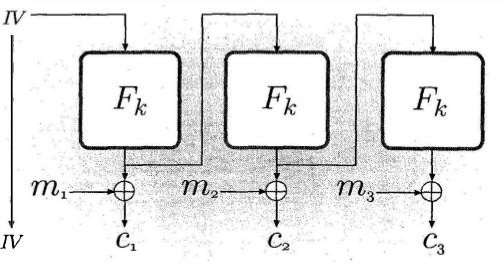 IV
F_k F_k F_k
m_1 m_2 m_3
IV c_1 c_2 c_3